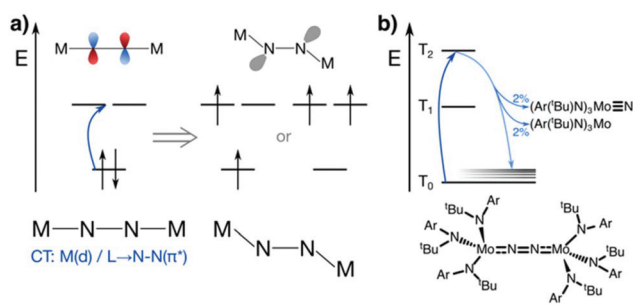 a)
E
M M
M
N N
M
or
M—N—N—M
CT: M(d) / L→N-N(π*)
M
N N
M
b)
E
T₂
T₁
T₀
2%
(Ar(ᵗBu)N)₃Mo≡N
(Ar(ᵗBu)N)₃Mo
2%
ᵗBu ᵗBu
Ar N N Ar
Ar ᵗBu
ᵗBu N Mo=N=N=Mo N
Ar Ar
N N
Ar ᵗBu Ar ᵗBu